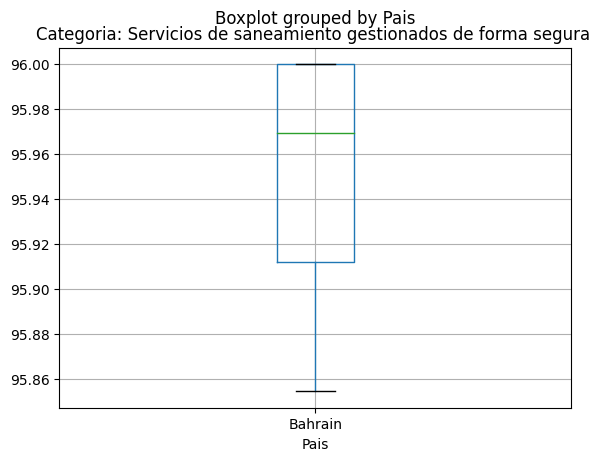 Boxplot grouped by Pais
Categoria: Servicios de saneamiento gestionados de forma segura
96.00
95.98
95.96
95.94
95.92
95.90
95.88
95.86
Bahrain
Pais